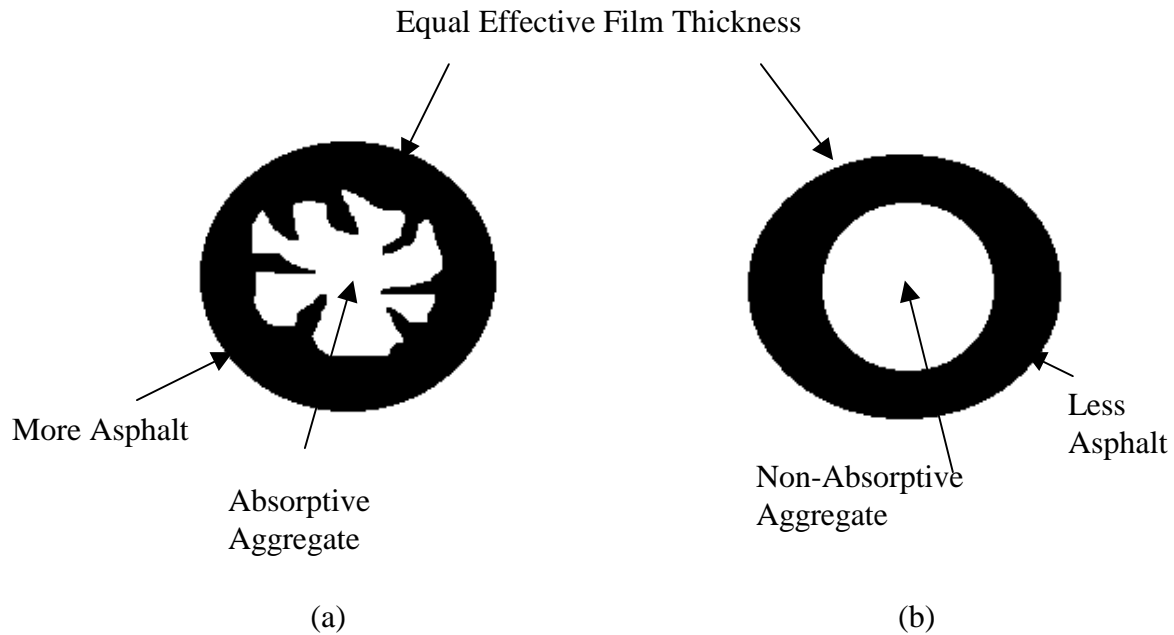 Equal Effective Film Thickness
More Asphalt
Absorptive
Aggregate
Less
Asphalt
Non-Absorptive
Aggregate
(a)
(b)